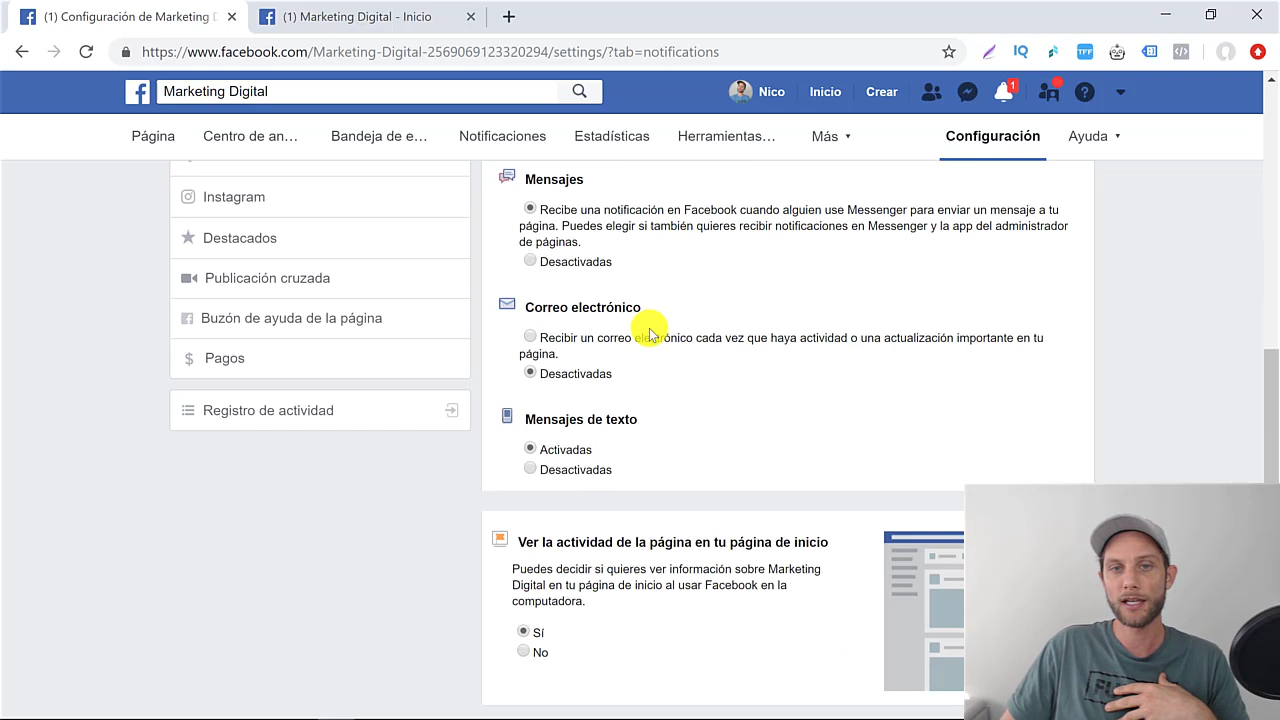 (1) Configuración de Marketing D
(1) Marketing Digital - Inicio
https://www.facebook.com/Marketing-Digital-2569069123320294/settings/?tab=notifications
IQ
TFF
Marketing Digital
Nico
Inicio
Crear
1
Página
Centro de an...
Bandeja de e...
Notificaciones
Estadísticas
Herramientas...
Más
Configuración
Ayuda
Instagram
Destacados
Publicación cruzada
Buzón de ayuda de la página
Pagos
Registro de actividad
Mensajes
Recibe una notificación en Facebook cuando alguien use Messenger para enviar un mensaje a tu
página. Puedes elegir si también quieres recibir notificaciones en Messenger y la app del administrador
de páginas.
Desactivadas
Correo electrónico
Recibir un correo electrónico cada vez que haya actividad o una actualización importante en tu
página.
Desactivadas
Mensajes de texto
Activadas
Desactivadas
Ver la actividad de la página en tu página de inicio
Puedes decidir si quieres ver información sobre Marketing
Digital en tu página de inicio al usar Facebook en la
computadora.
Sí
No